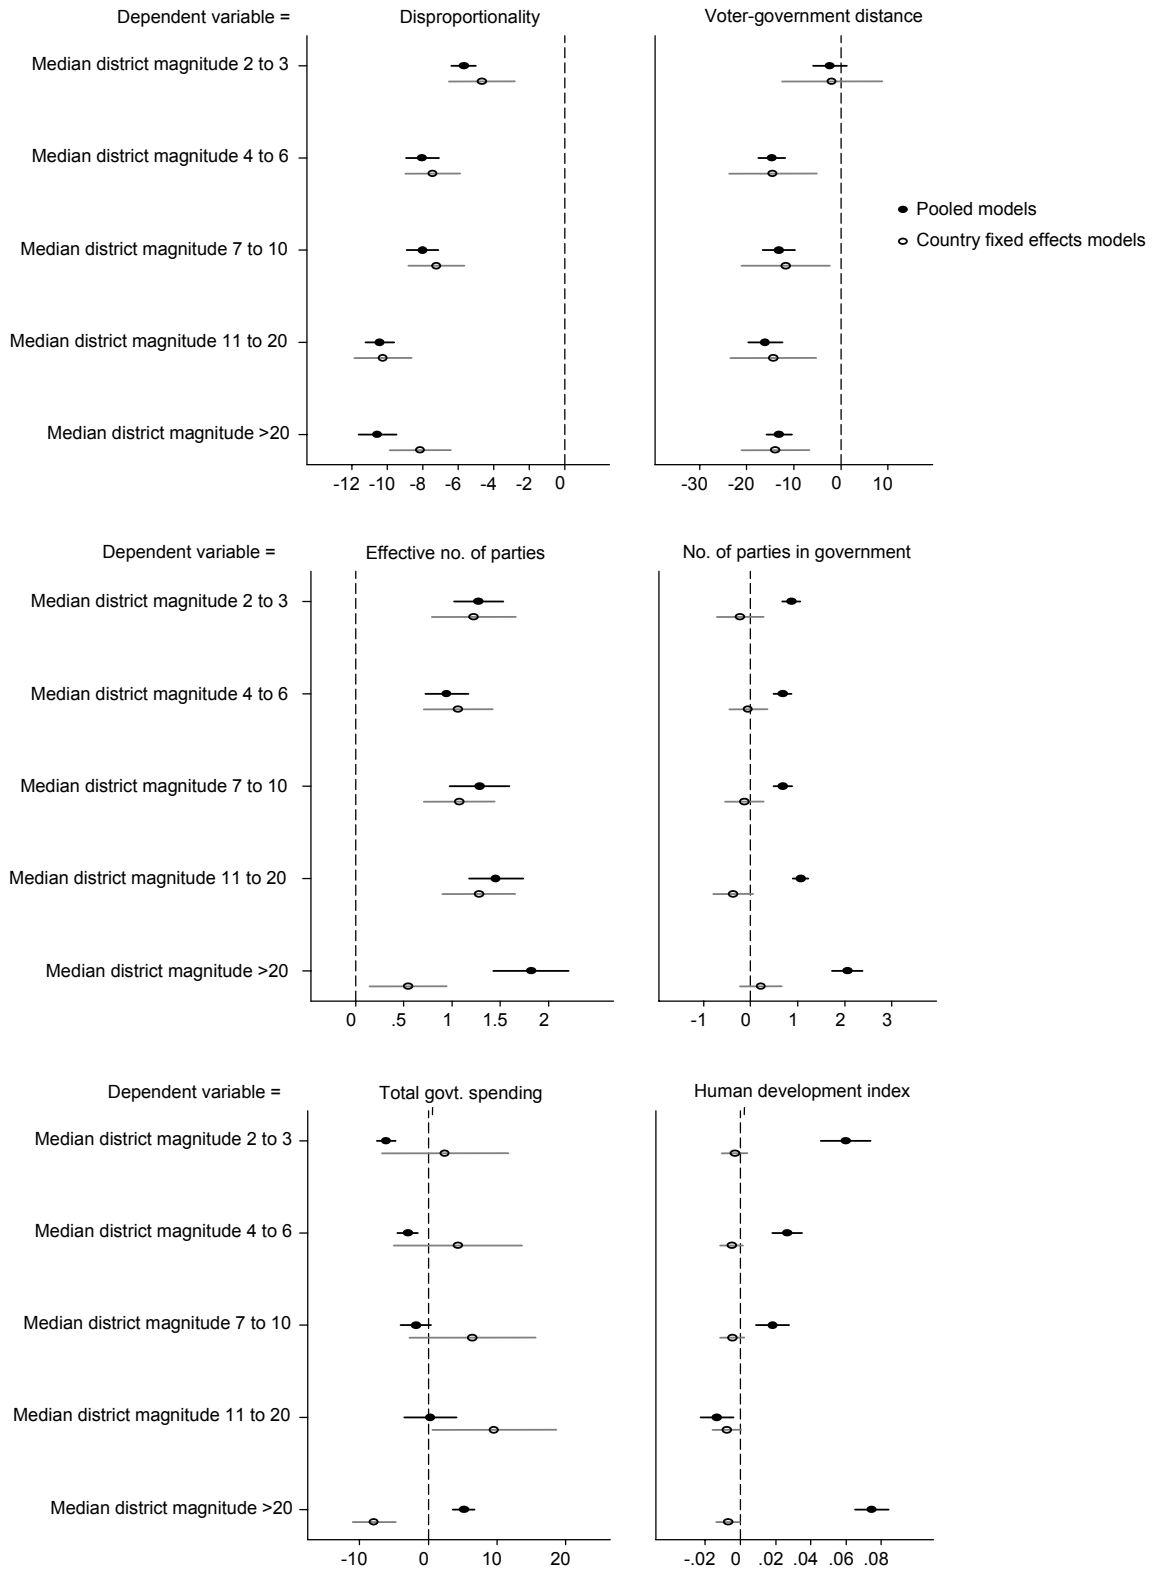 Dependent variable = Disproportionality Voter-government distance
Median district magnitude 2 to 3
Median district magnitude 4 to 6
Pooled models
Country fixed effects models
Median district magnitude 7 to 10
Median district magnitude 11 to 20
Median district magnitude >20
-12 -10 -8 -6 -4 -2 0 -30 -20 -10 0 10
Dependent variable = Effective no. of parties No. of parties in government
Median district magnitude 2 to 3
Median district magnitude 4 to 6
Median district magnitude 7 to 10
Median district magnitude 11 to 20
Median district magnitude >20
0 .5 1 1.5 2 -1 0 1 2 3
Dependent variable = Total govt. spending Human development index
Median district magnitude 2 to 3
Median district magnitude 4 to 6
Median district magnitude 7 to 10
Median district magnitude 11 to 20
Median district magnitude >20
-10 0 10 20 -.02 0 .02 .04 .06 .08